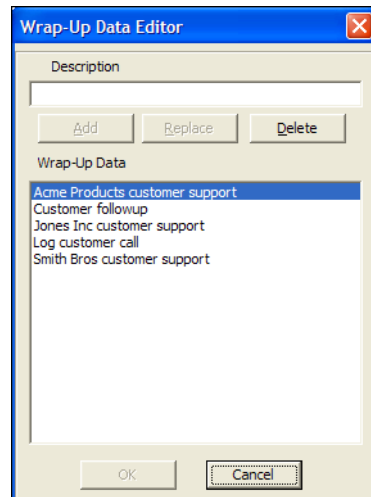 Wrap-Up Data Editor
Description
Add Replace Delete
Wrap-Up Data
Acme Products customer support
Customer followup
Jones Inc customer support
Log customer call
Smith Bros customer support
OK Cancel